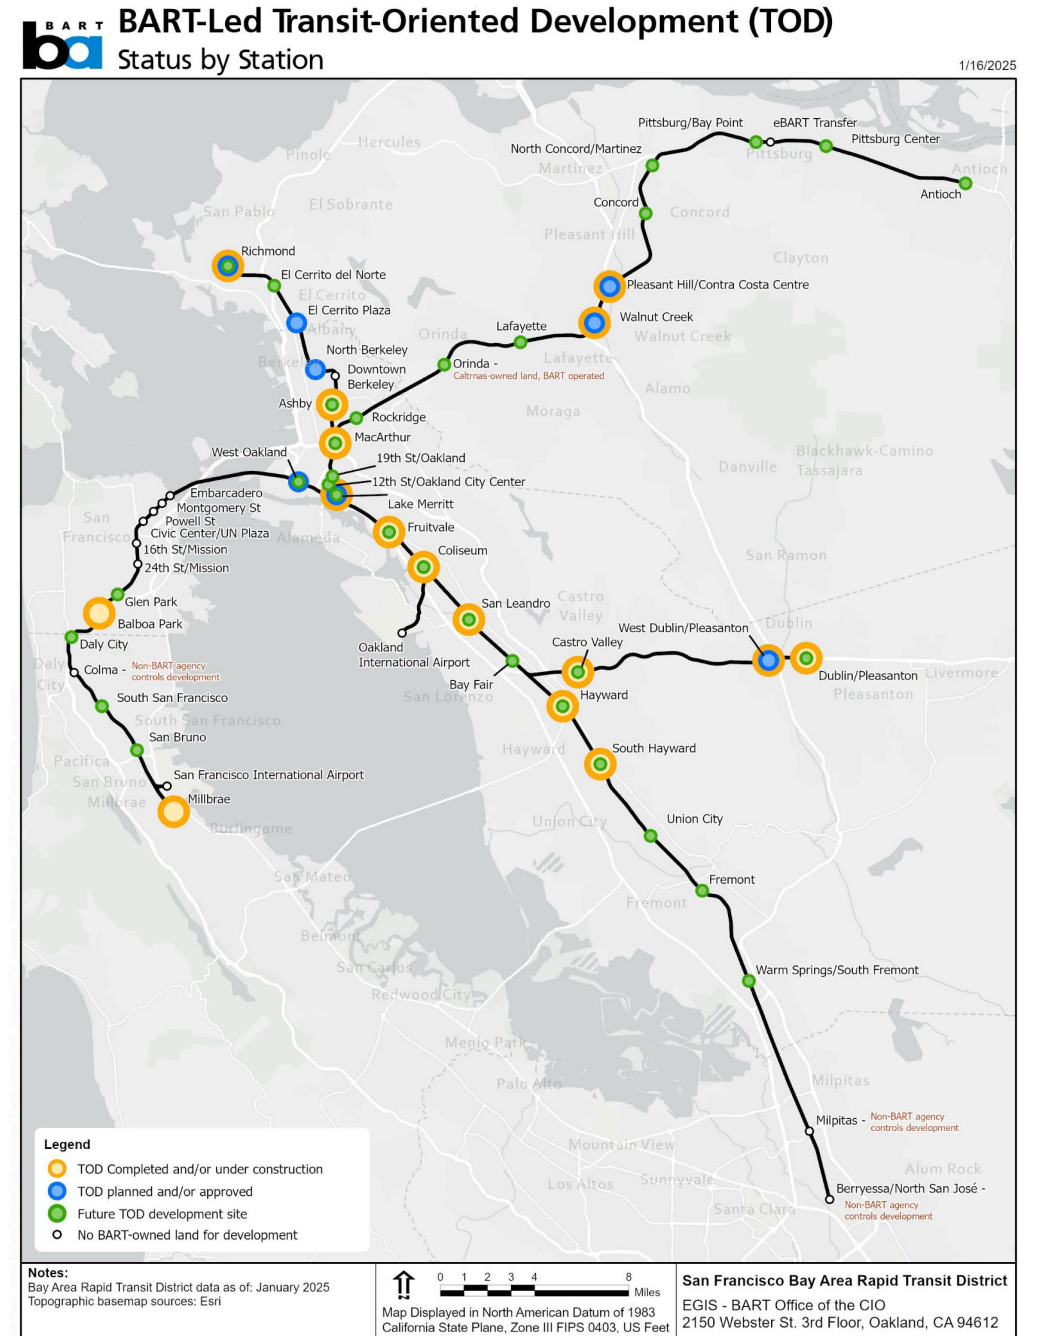 BART
ba
BART-Led Transit-Oriented Development (TOD)
Status by Station
1/16/2025
Pittsburg/Bay Point
eBART Transfer
Pittsburg Center
Hercules
Pinole
North Concord/Martinez
Martinez
Pittsburg
Antioch
Antioch
San Pablo
El Sobrante
Concord
Concord
Pleasant Hill
Richmond
Clayton
El Cerrito del Norte
El Cerrito
Pleasant Hill/Contra Costa Centre
El Cerrito Plaza
Albany
Walnut Creek
Lafayette
Orinda
Walnut Creek
North Berkeley
Lafayette
Downtown
Berkeley
Orinda -
Caltrnas-owned land, BART operated
Alamo
Ashby
Rockridge
Moraga
MacArthur
West Oakland
19th St/Oakland
Blackhawk-Camino
Tassajara
Danville
12th St/Oakland City Center
Embarcadero
Lake Merritt
Montgomery St
Powell St
San
Francisco
Civic Center/UN Plaza
Fruitvale
Alameda
16th St/Mission
Coliseum
24th St/Mission
San Ramon
Glen Park
San Leandro
Castro
Valley
Balboa Park
West Dublin/Pleasanton
Dublin
Daly City
Oakland
International Airport
Castro Valley
Daly
City
Colma -
Non-BART agency
controls development
Bay Fair
Dublin/Pleasanton
Livermore
Pleasanton
South San Francisco
San Lorenzo
Hayward
South San Francisco
San Bruno
Hayward
South Hayward
Pacifica
San Bruno
San Francisco International Airport
Millbrae
Millbrae
Burlingame
Union City
Union City
San Mateo
Fremont
Fremont
Belmont
San Carlos
Warm Springs/South Fremont
Redwood City
Menlo Park
Palo Alto
Milpitas
Milpitas -
Non-BART agency
controls development
Mountain View
Alum Rock
Los Altos
Sunnyvale
Berryessa/North San José -
Non-BART agency
controls development
Santa Clara
Legend
TOD Completed and/or under construction
TOD planned and/or approved
Future TOD development site
No BART-owned land for development
Notes:
Bay Area Rapid Transit District data as of: January 2025
Topographic basemap sources: Esri
N
0 1 2 3 4 8
Miles
Map Displayed in North American Datum of 1983
California State Plane, Zone III FIPS 0403, US Feet
San Francisco Bay Area Rapid Transit District
EGIS - BART Office of the CIO
2150 Webster St. 3rd Floor, Oakland, CA 94612